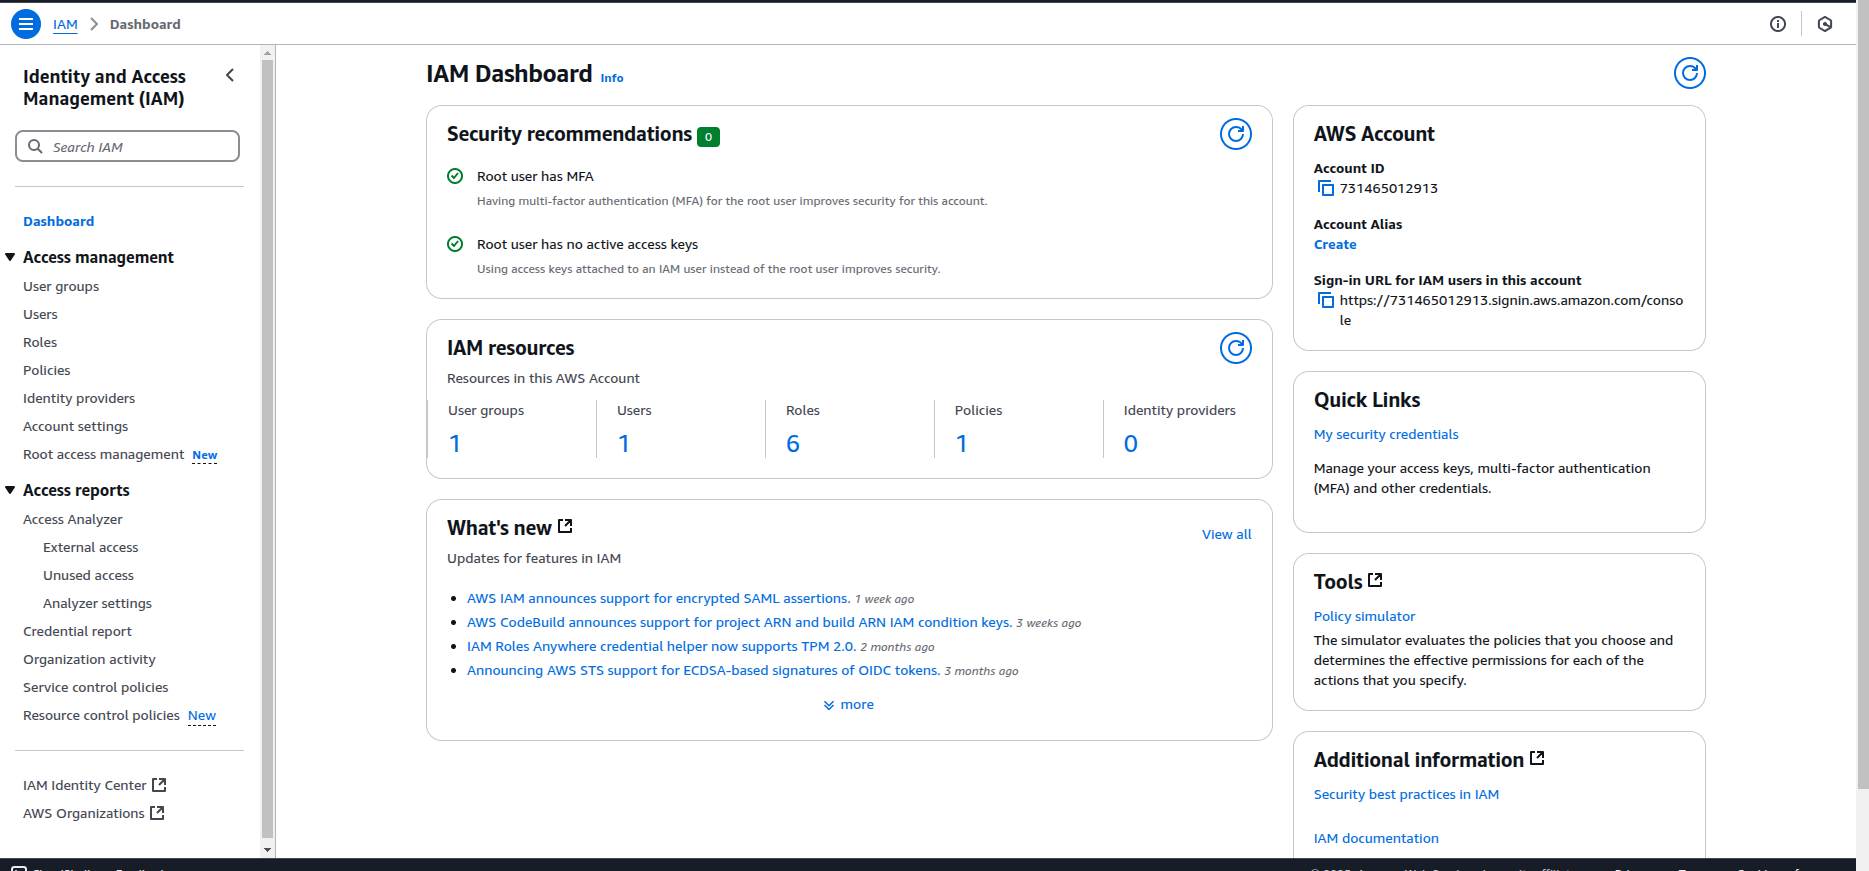 IAM
Dashboard
Identity and Access
Management (IAM)
Search IAM
Dashboard
Access management
User groups
Users
Roles
Policies
Identity providers
Account settings
Root access management New
Access reports
Access Analyzer
External access
Unused access
Analyzer settings
Credential report
Organization activity
Service control policies
Resource control policies New
IAM Identity Center
AWS Organizations
IAM Dashboard Info
Security recommendations 0
Root user has MFA
Having multi-factor authentication (MFA) for the root user improves security for this account.
Root user has no active access keys
Using access keys attached to an IAM user instead of the root user improves security.
IAM resources
Resources in this AWS Account
User groups
1
Users
1
Roles
6
Policies
1
Identity providers
0
What's new
View all
Updates for features in IAM
AWS IAM announces support for encrypted SAML assertions. 1 week ago
AWS CodeBuild announces support for project ARN and build ARN IAM condition keys. 3 weeks ago
IAM Roles Anywhere credential helper now supports TPM 2.0. 2 months ago
Announcing AWS STS support for ECDSA-based signatures of OIDC tokens. 3 months ago
more
AWS Account
Account ID
731465012913
Account Alias
Create
Sign-in URL for IAM users in this account
https://731465012913.signin.aws.amazon.com/conso
le
Quick Links
My security credentials
Manage your access keys, multi-factor authentication
(MFA) and other credentials.
Tools
Policy simulator
The simulator evaluates the policies that you choose and
determines the effective permissions for each of the
actions that you specify.
Additional information
Security best practices in IAM
IAM documentation